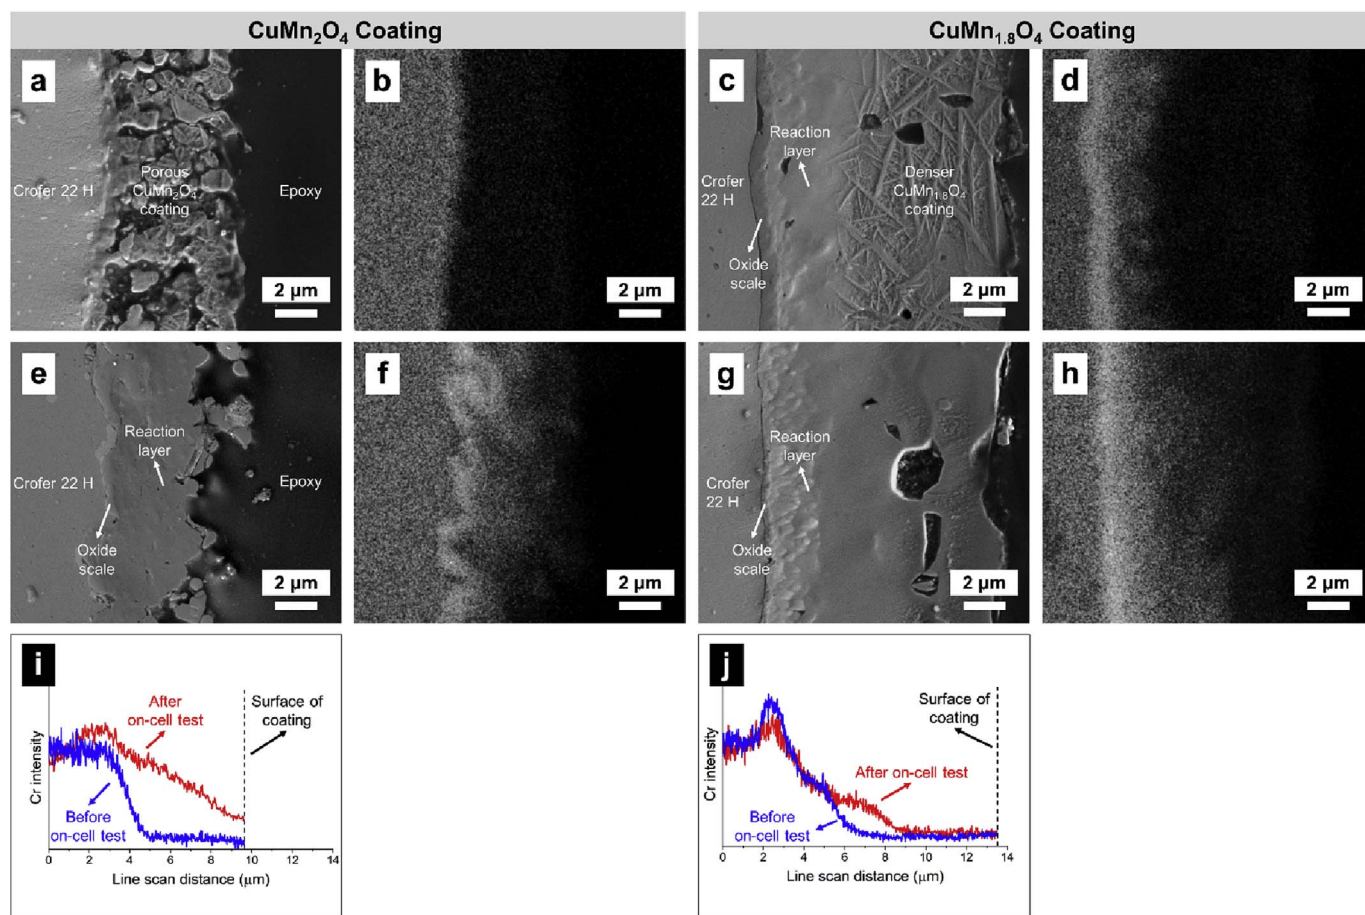 CuMn2O4 Coating
CuMn1.8O4 Coating
a
Crofer 22 H
Porous
CuMn2O4
coating
Epoxy
2 μm
b
2 μm
c
Reaction
layer
Crofer
22 H
Denser
CuMn1.8O4
coating
Oxide
scale
2 μm
d
2 μm
e
Reaction
layer
Crofer 22 H
Epoxy
Oxide
scale
2 μm
f
2 μm
g
Reaction
layer
Crofer
22 H
Oxide
scale
2 μm
h
2 μm
i
After
on-cell test
Surface of
coating
Before
on-cell test
Cr intensity
0 2 4 6 8 10 12 14
Line scan distance (μm)
j
Surface of
coating
After on-cell test
Before
on-cell test
Cr intensity
0 2 4 6 8 10 12 14
Line scan distance (μm)